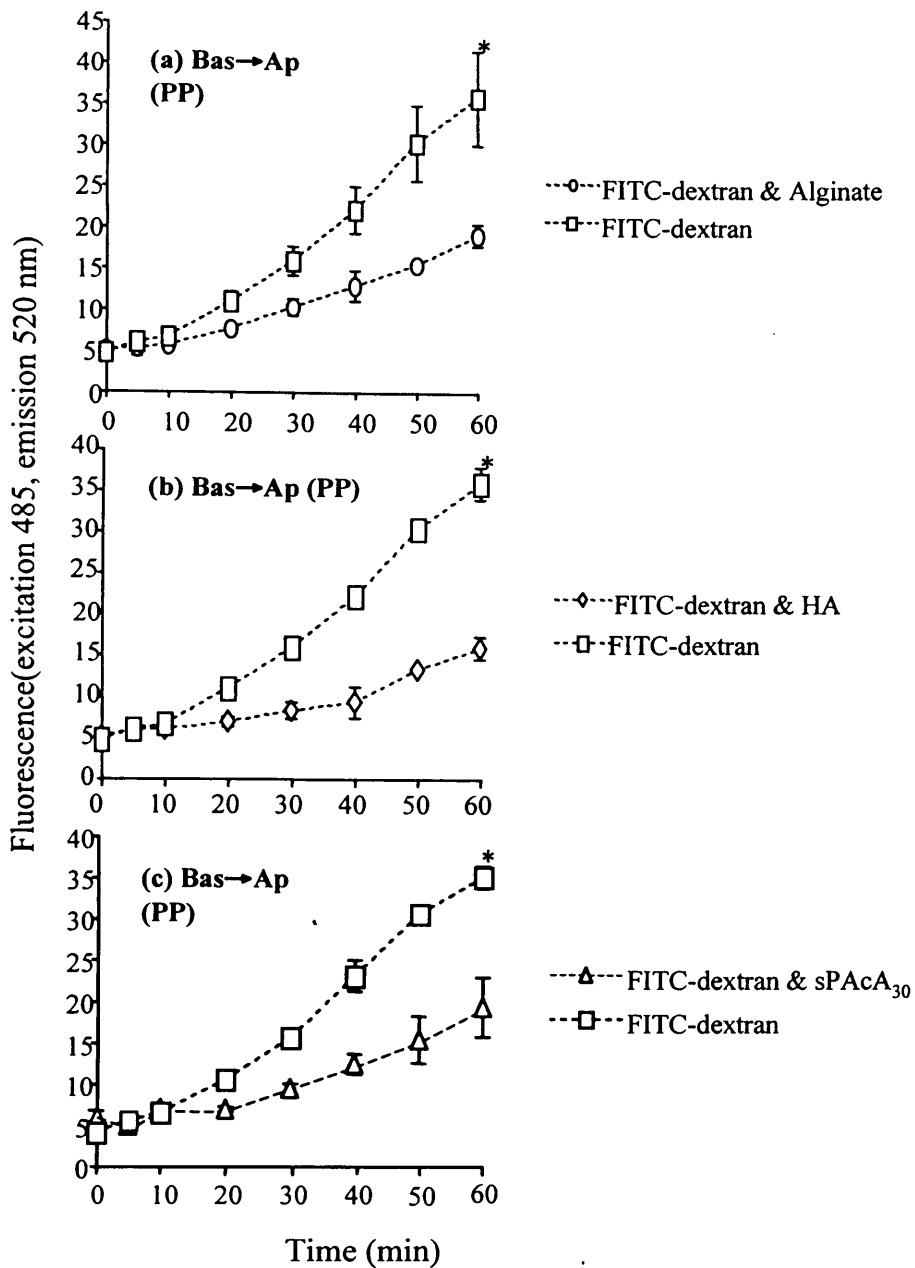 Fluorescence(excitation 485, emission 520 nm)
45
40
35
30
25
20
15
10
5
0
(a) Bas→Ap
(PP)
*
0 10 20 30 40 50 60
FITC-dextran & Alginate
FITC-dextran
40
35
30
25
20
15
10
5
0
(b) Bas→Ap (PP)
*
0 10 20 30 40 50 60
FITC-dextran & HA
FITC-dextran
40
35
30
25
20
15
10
5
0
(c) Bas→Ap
(PP)
*
0 10 20 30 40 50 60
FITC-dextran & sPAcA₃₀
FITC-dextran
Time (min)